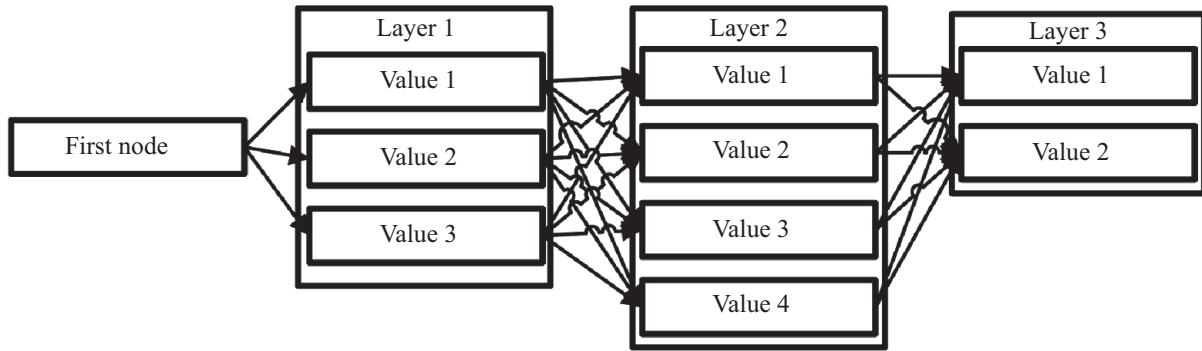 First node
Layer 1
Value 1
Value 2
Value 3
Layer 2
Value 1
Value 2
Value 3
Value 4
Layer 3
Value 1
Value 2